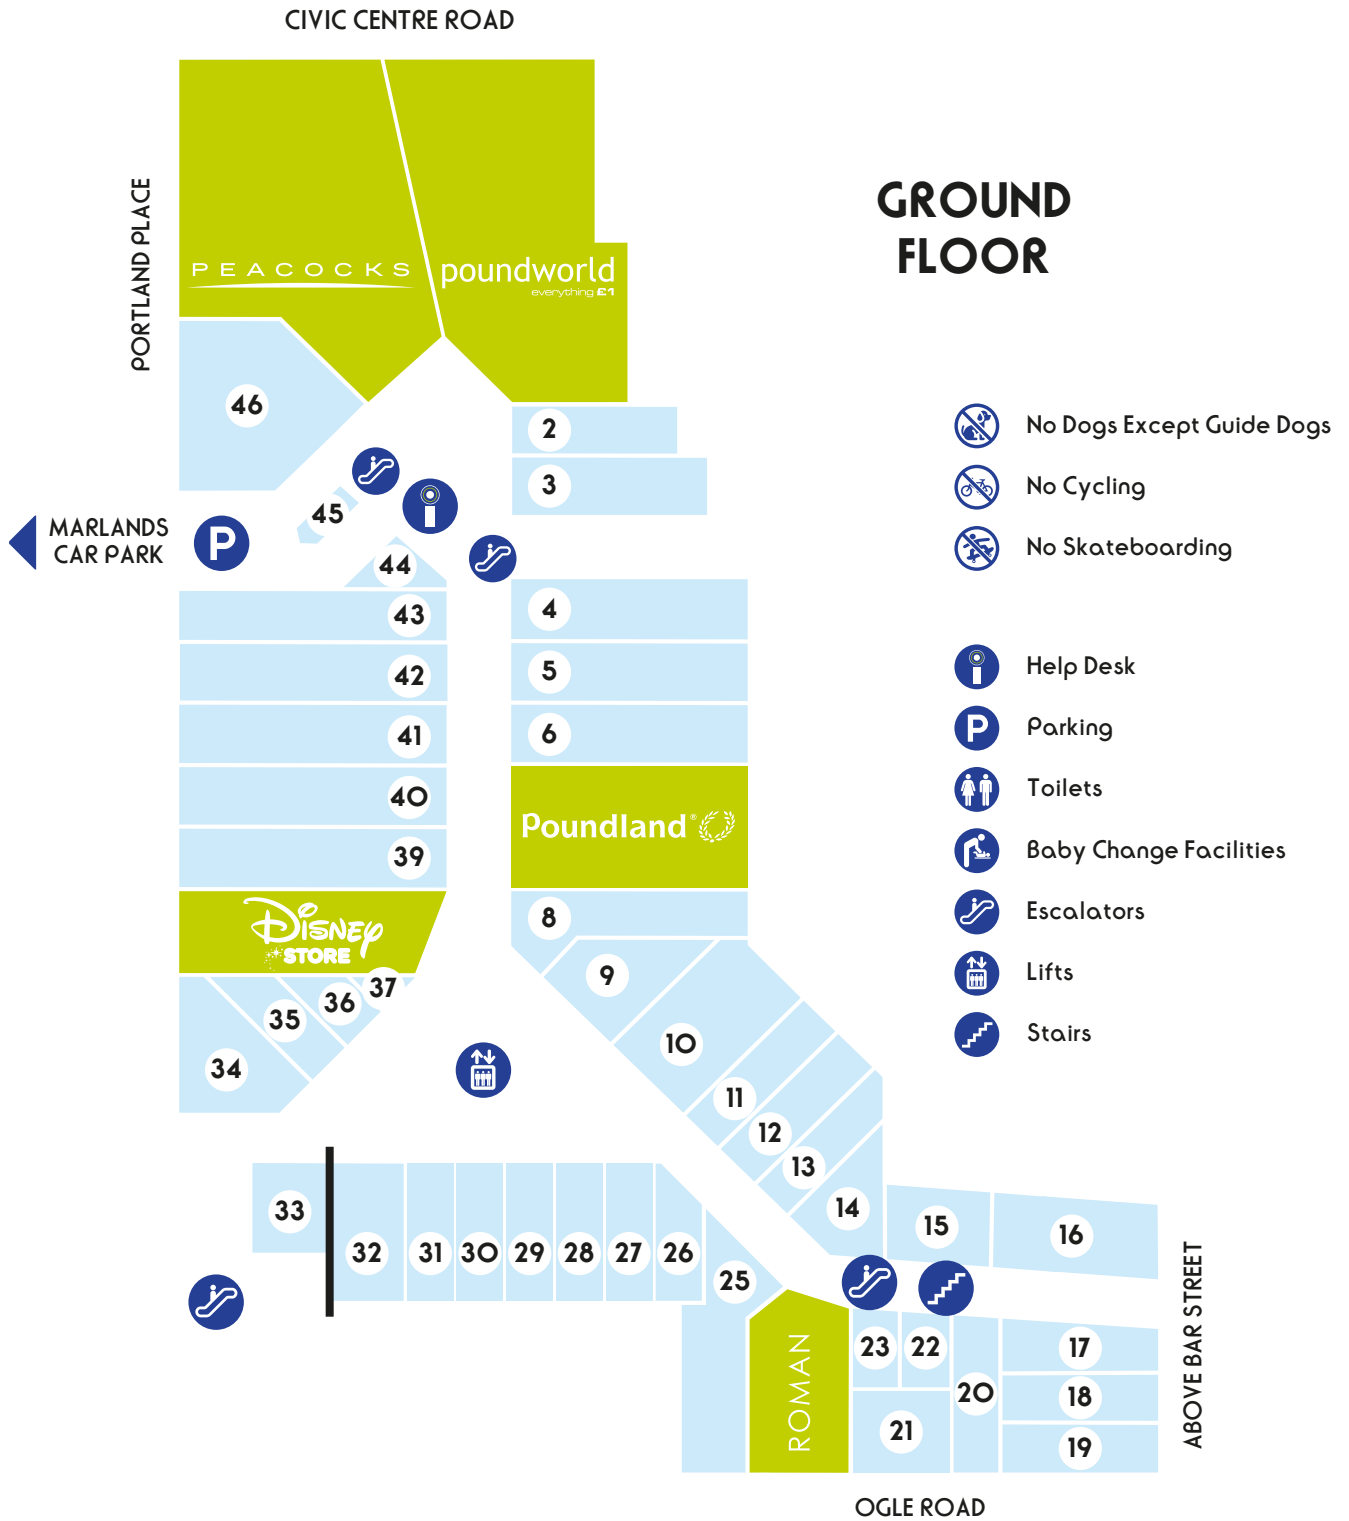 CIVIC CENTRE ROAD
PORTLAND PLACE
GROUND
FLOOR
PEACOCKS
poundworld
everything £1
46
2
3
45
MARLANDS
CAR PARK
P
44
43
42
41
40
39
4
5
6
Poundland®
Disney
STORE
8
9
10
11
12
13
14
15
16
37
36
35
34
33
32
31
30
29
28
27
26
25
ROMAN
23
22
21
20
17
18
19
ABOVE BAR STREET
OGLE ROAD
No Dogs Except Guide Dogs
No Cycling
No Skateboarding
Help Desk
P
Parking
Toilets
Baby Change Facilities
Escalators
Lifts
Stairs